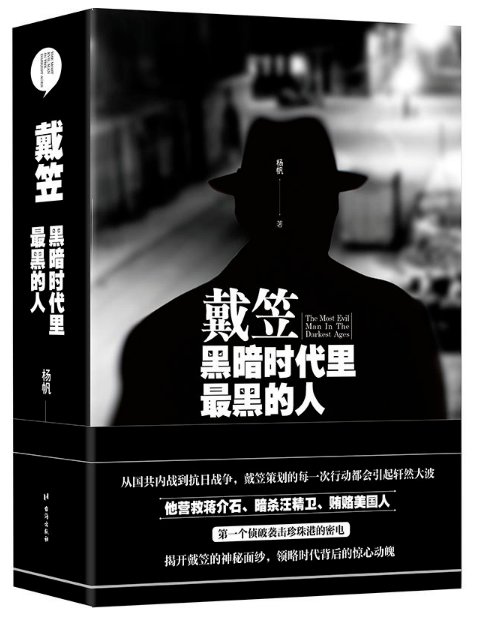 戴笠
黑暗时代里
最黑的人
杨帆
台海出版社
杨帆
著
戴笠
The Most Evil
Man In The
Darkest Ages
黑暗时代里
最黑的人
从国共内战到抗日战争，戴笠策划的每一次行动都会引起轩然大波
他营救蒋介石、暗杀汪精卫、贿赂美国人
第一个侦破袭击珍珠港的密电
揭开戴笠的神秘面纱，领略时代背后的惊心动魄